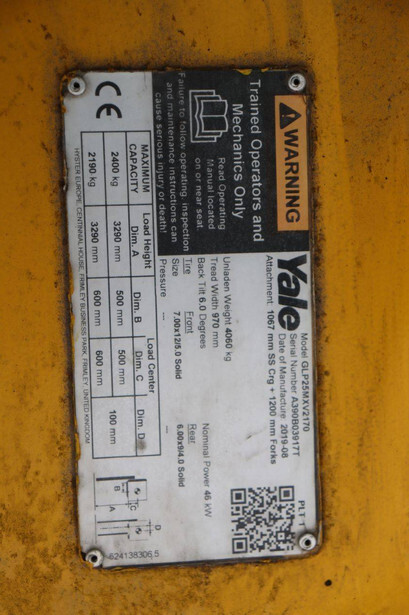 WARNING
Trained Operators and
Mechanics Only
Read Operating
Manual located
on or near seat.
Failure to follow operating, inspection
and maintenance instructions can
cause serious injury or death!
CE
Yale
Model GLP25MXV2170
Serial Number A390B03917T
Date of Manufacture 2019-08
Attachment: 1067 mm SS Crg + 1200 mm Forks
PLT 1
Unladen Weight 4060 kg
Nominal Power 46 kW
Tread Width 970 mm
Back Tilt 6.0 Degrees
Tire Front Rear
Size 7.00x12/5.0 Solid 6.00x9/4.0 Solid
Pressure --- ---
MAXIMUM Load Height Load Center
CAPACITY Dim. A Dim. B Dim. C Dim. D
2400 kg 3290 mm 500 mm 500 mm 100 mm
2190 kg 3290 mm 600 mm 600 mm
HYSTER EUROPE, CENTINNIAL HOUSE, FRIMLEY BUSINESS PARK, FRIMLEY, UNITED KINGDOM
A
B
C
D
624138306.5